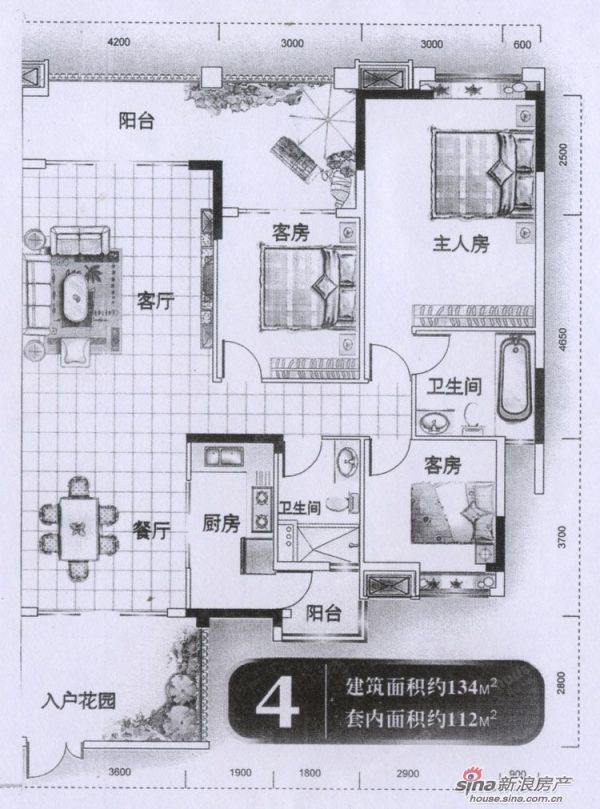 4200
3000
3000
600
阳台
2500
客房
主人房
客厅
4650
卫生间
客房
餐厅
厨房
卫生间
3700
阳台
入户花园
2800
4
建筑面积约134M²
套内面积约112M²
3600
1900
1800
2900
900
sina新浪房产
house.sina.com.cn